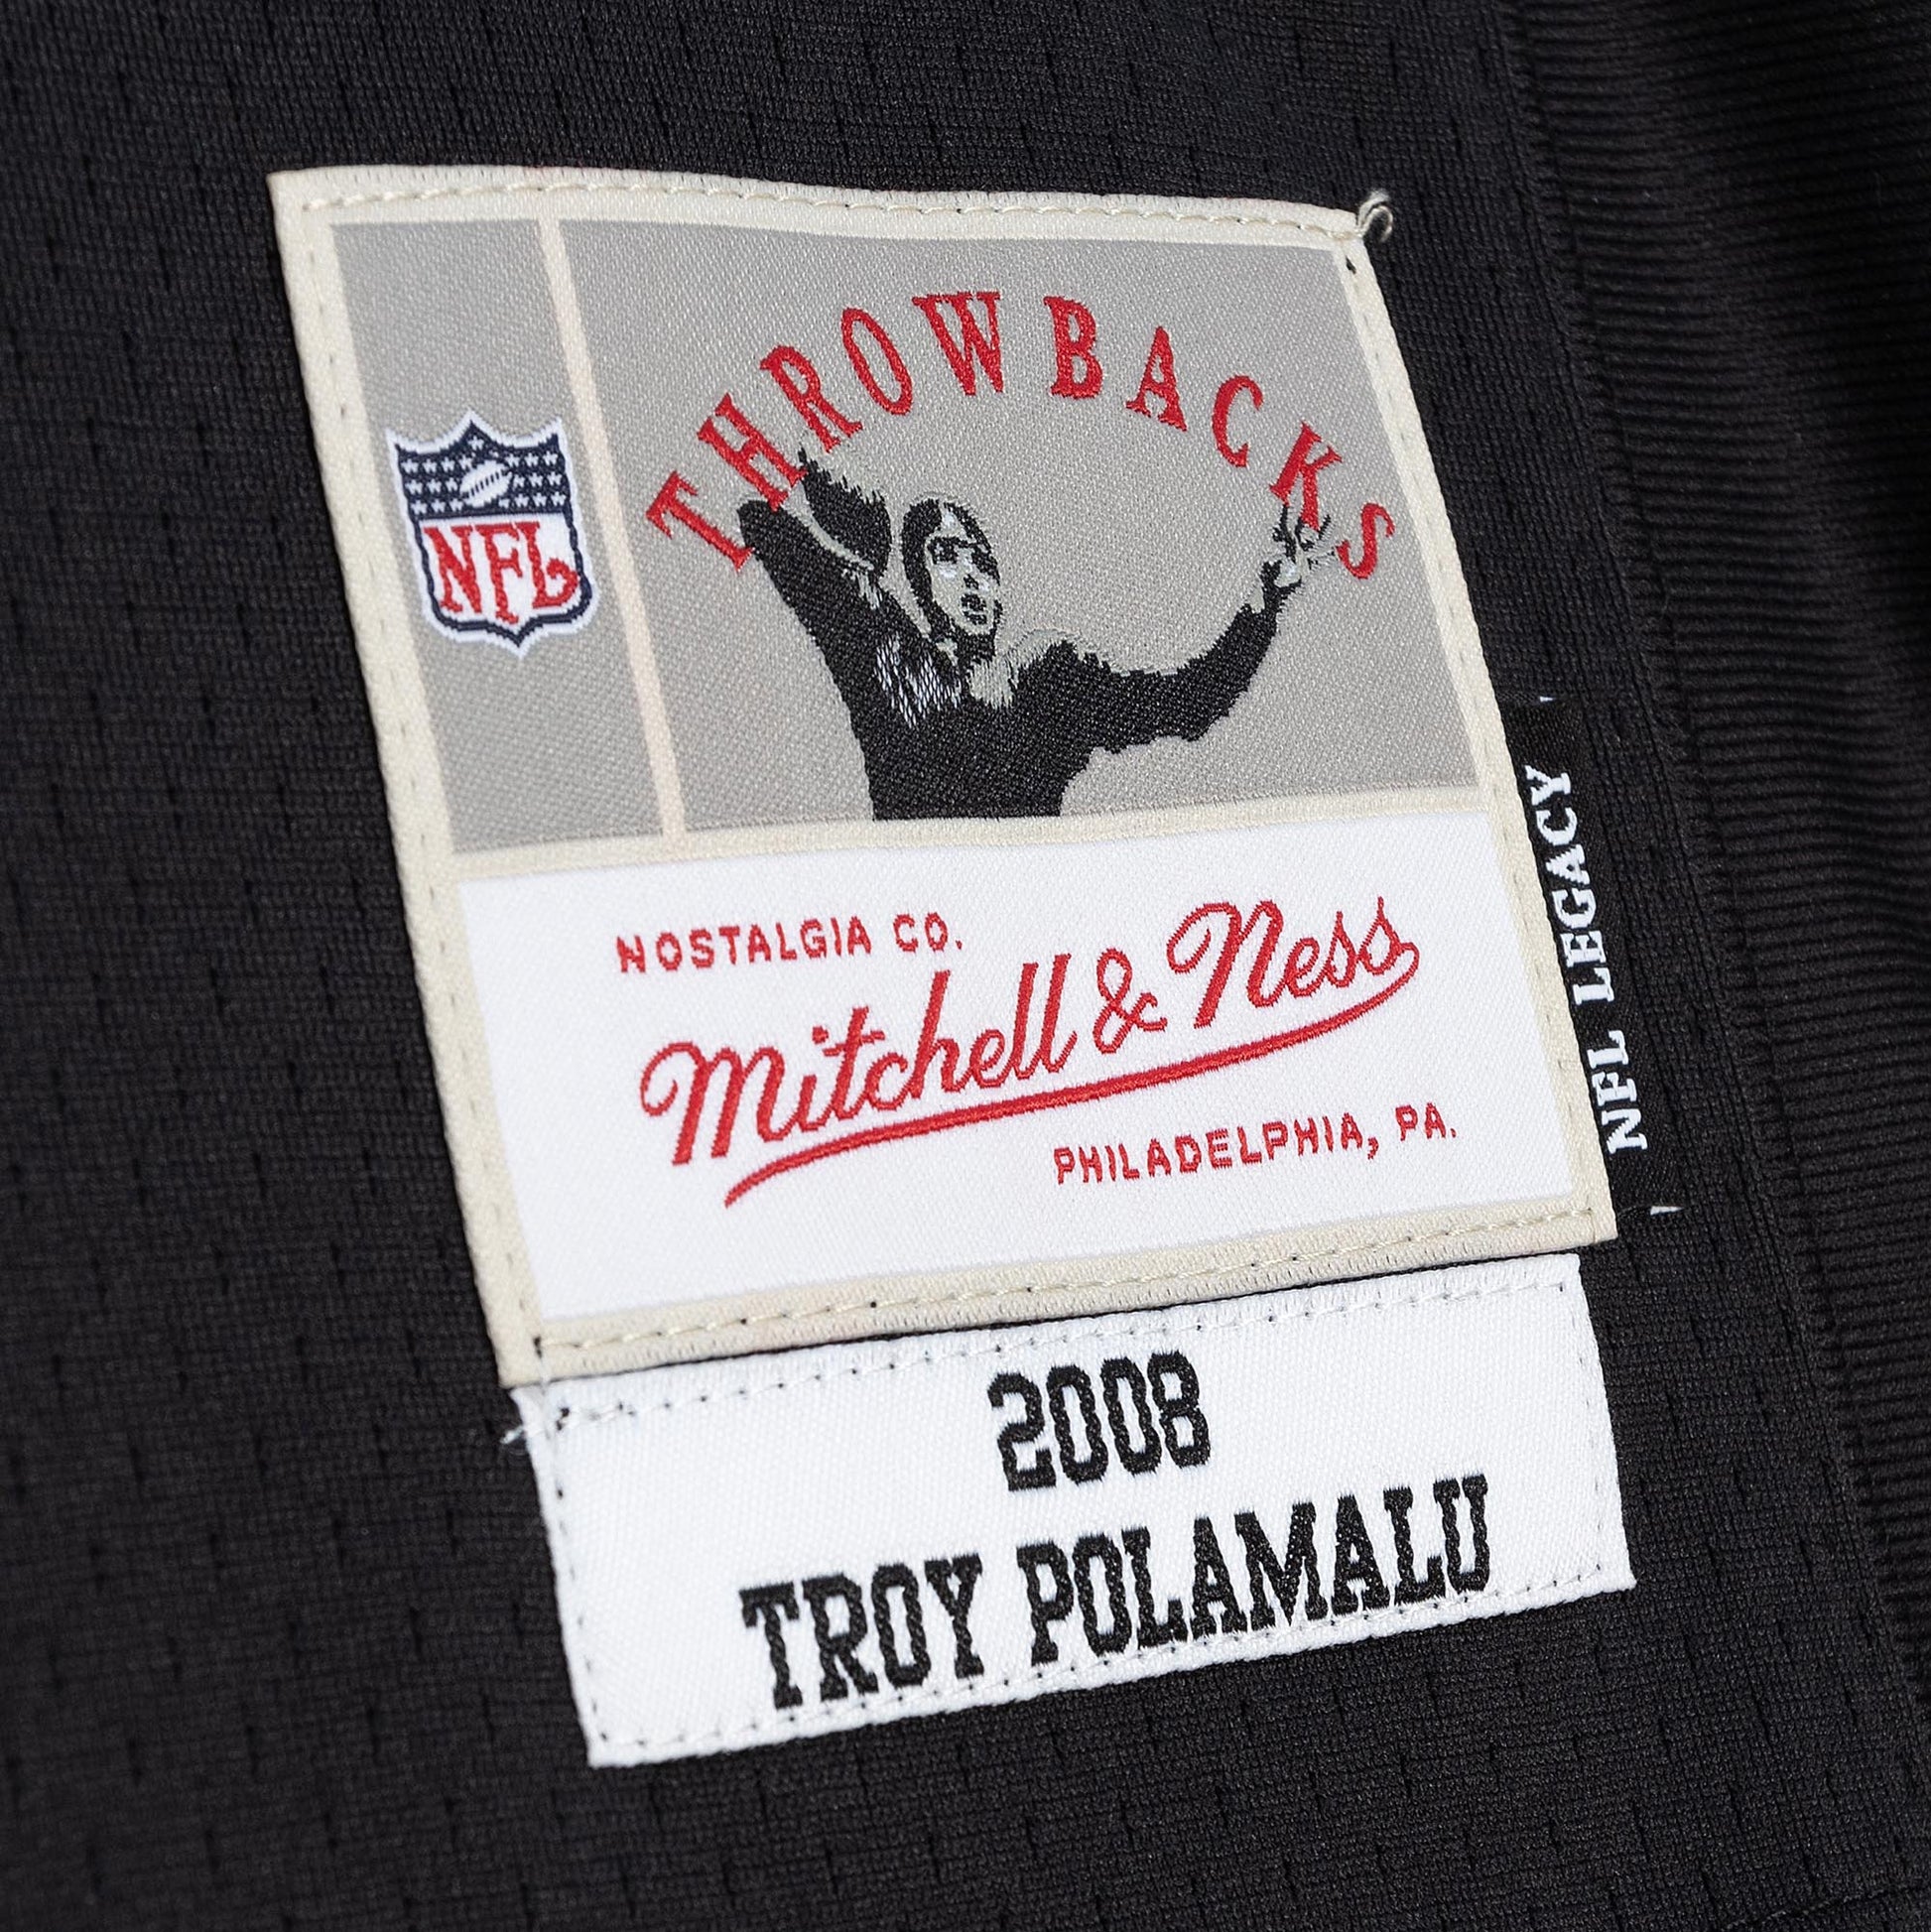 THROWBACKS
NFL
NOSTALGIA CO.
Mitchell & Ness
PHILADELPHIA, PA.
NFL LEGACY
2008
TROY POLAMALU